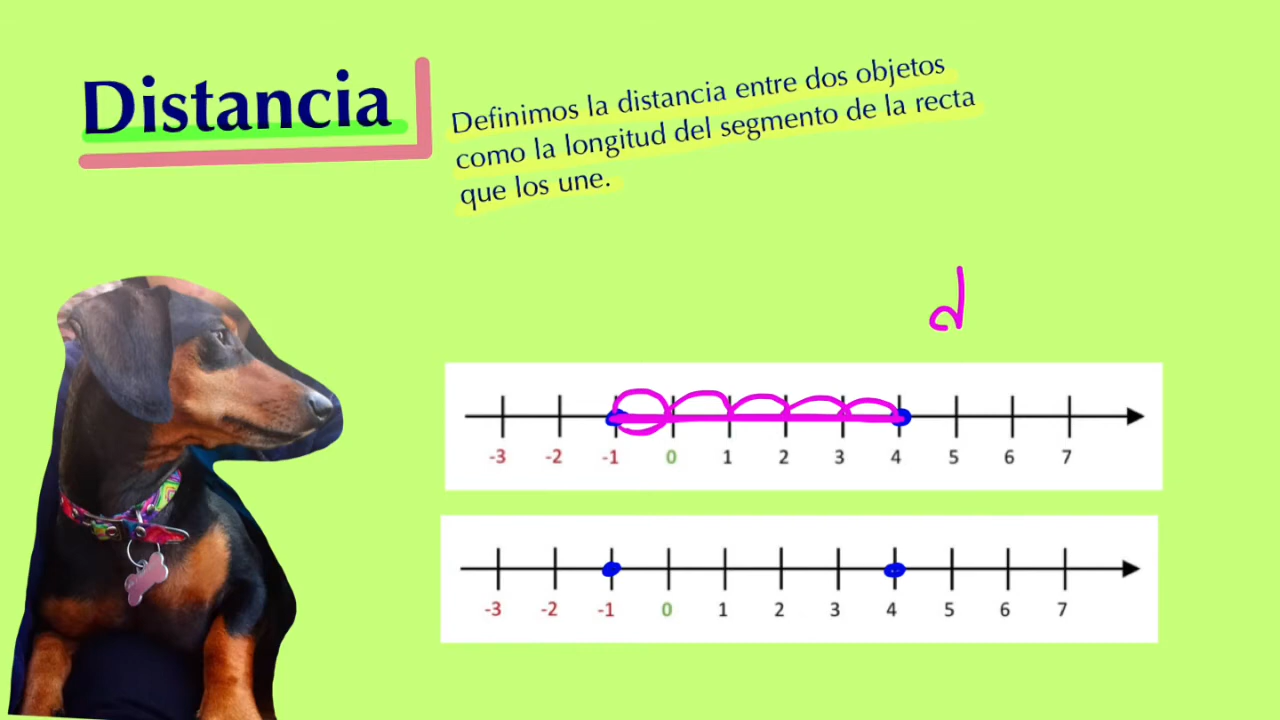 Distancia
Definimos la distancia entre dos objetos
como la longitud del segmento de la recta
que los une.
d
-3 -2 -1 0 1 2 3 4 5 6 7
-3 -2 -1 0 1 2 3 4 5 6 7